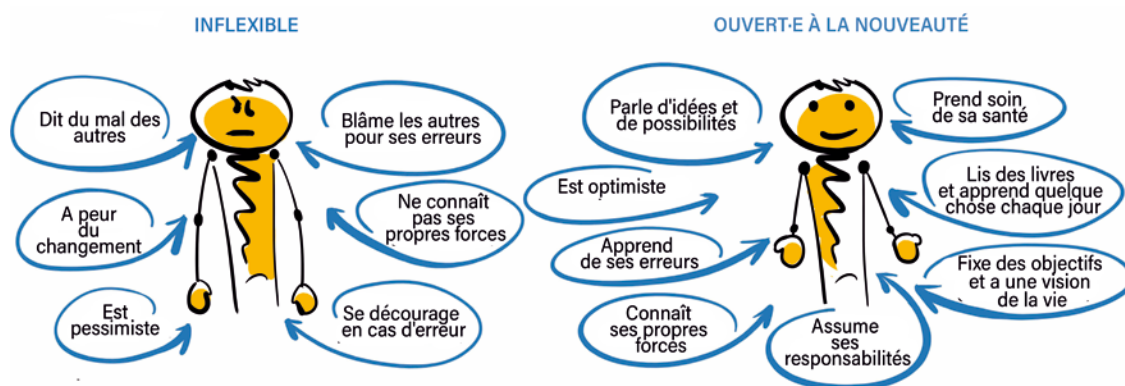 INFLEXIBLE
Dit du mal des
autres
Blâme les autres
pour ses erreurs
A peur
du
changement
Ne connaît
pas ses
propres forces
Est
pessimiste
Se décourage
en cas d'erreur
OUVERT·E À LA NOUVEAUTÉ
Parle d'idées et
de possibilités
Prend soin
de sa santé
Est optimiste
Lis des livres
et apprend quelque
chose chaque jour
Apprend
de ses erreurs
Fixe des objectifs
et a une vision
de la vie
Connaît
ses propres
forces
Assume
ses
responsabilités